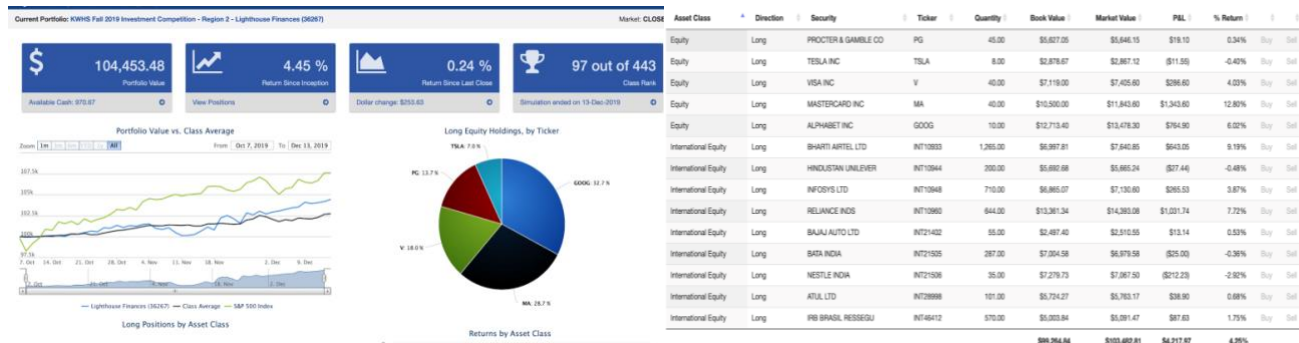 Current Portfolio: KWHS Fall 2019 Investment Competition - Region 2 - Lighthouse Finances (36267)
Market: CLOSE
104,453.48
Portfolio Value
Available Cash: 970.67
4.45 %
Return Since Inception
View Positions
0.24 %
Return Since Last Close
Dollar change: $253.63
97 out of 443
Class Rank
Simulation ended on 13-Dec-2019
Portfolio Value vs. Class Average
Zoom 1m All From Oct 7, 2019 To Dec 13, 2019
107.5k
105k
102.5k
100k
97.5k
7. Oct 14. Oct 21. Oct 28. Oct 4. Nov 11. Nov 18. Nov 2. Dec 9. Dec
Lighthouse Finances (36267) Class Average S&P 500 Index
Long Positions by Asset Class
Long Equity Holdings, by Ticker
TSLA: 7.0 %
PG: 13.7 %
GOOG: 32.7 %
V: 18.0 %
MA: 28.7 %
Returns by Asset Class
Asset Class Direction Security Ticker Quantity Book Value Market Value P&L % Return
Equity Long PROCTER & GAMBLE CO PG 45.00 $5,627.05 $5,646.15 $19.10 0.34% Buy Sell
Equity Long TESLA INC TSLA 8.00 $2,878.67 $2,867.12 ($11.55) -0.40% Buy Sell
Equity Long VISA INC V 40.00 $7,119.00 $7,405.60 $286.60 4.03% Buy Sell
Equity Long MASTERCARD INC MA 40.00 $10,500.00 $11,843.60 $1,343.60 12.80% Buy Sell
Equity Long ALPHABET INC GOOG 10.00 $12,713.40 $13,478.30 $764.90 6.02% Buy Sell
International Equity Long BHARTI AIRTEL LTD INT10933 1,265.00 $6,997.81 $7,640.85 $643.05 9.19% Buy Sell
International Equity Long HINDUSTAN UNILEVER INT10944 200.00 $5,692.68 $5,665.24 ($27.44) -0.48% Buy Sell
International Equity Long INFOSYS LTD INT10948 710.00 $6,865.07 $7,130.60 $265.53 3.87% Buy Sell
International Equity Long RELIANCE INDS INT10960 644.00 $13,361.34 $14,393.08 $1,031.74 7.72% Buy Sell
International Equity Long BAJAJ AUTO LTD INT21402 55.00 $2,497.40 $2,510.55 $13.14 0.53% Buy Sell
International Equity Long BATA INDIA INT21505 287.00 $7,004.58 $6,979.58 ($25.00) -0.36% Buy Sell
International Equity Long NESTLE INDIA INT21506 35.00 $7,279.73 $7,067.50 ($212.23) -2.92% Buy Sell
International Equity Long ATUL LTD INT28998 101.00 $5,724.27 $5,763.17 $38.90 0.68% Buy Sell
International Equity Long IRB BRASIL RESSEGU INT46412 570.00 $5,003.84 $5,091.47 $87.63 1.75% Buy Sell
$99,264.84 $103,482.81 $4,217.97 4.25%